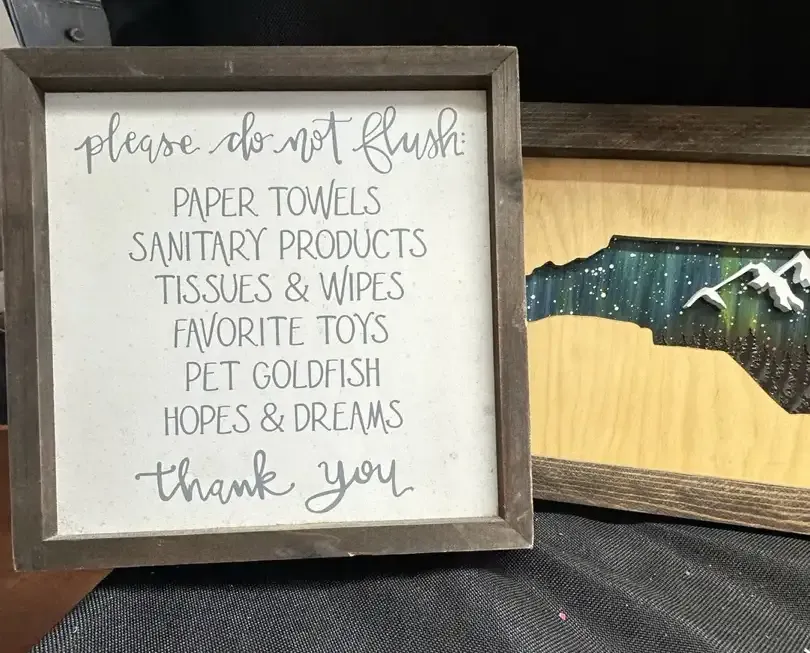 please do not flush:
PAPER TOWELS
SANITARY PRODUCTS
TISSUES & WIPES
FAVORITE TOYS
PET GOLDFISH
HOPES & DREAMS
thank you